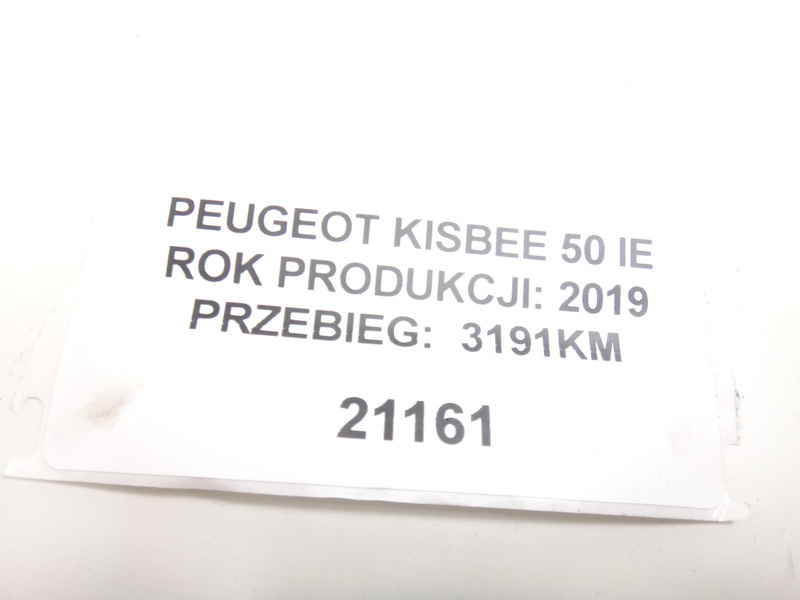 PEUGEOT KISBEE 50 IE
ROK PRODUKCJI: 2019
PRZEBIEG: 3191KM
21161